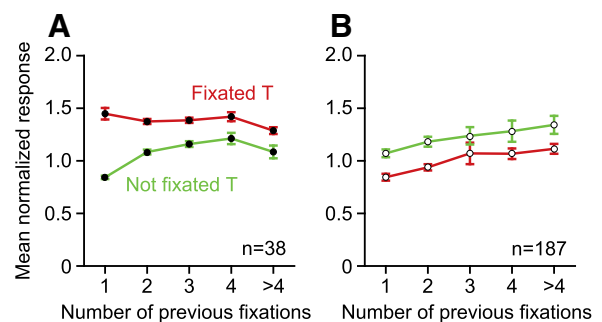 A
B
Mean normalized response
2.0
1.5
1.0
0.5
0
Fixated T
Not fixated T
n=38
1 2 3 4 >4
Number of previous fixations
2.0
1.5
1.0
0.5
0
n=187
1 2 3 4 >4
Number of previous fixations